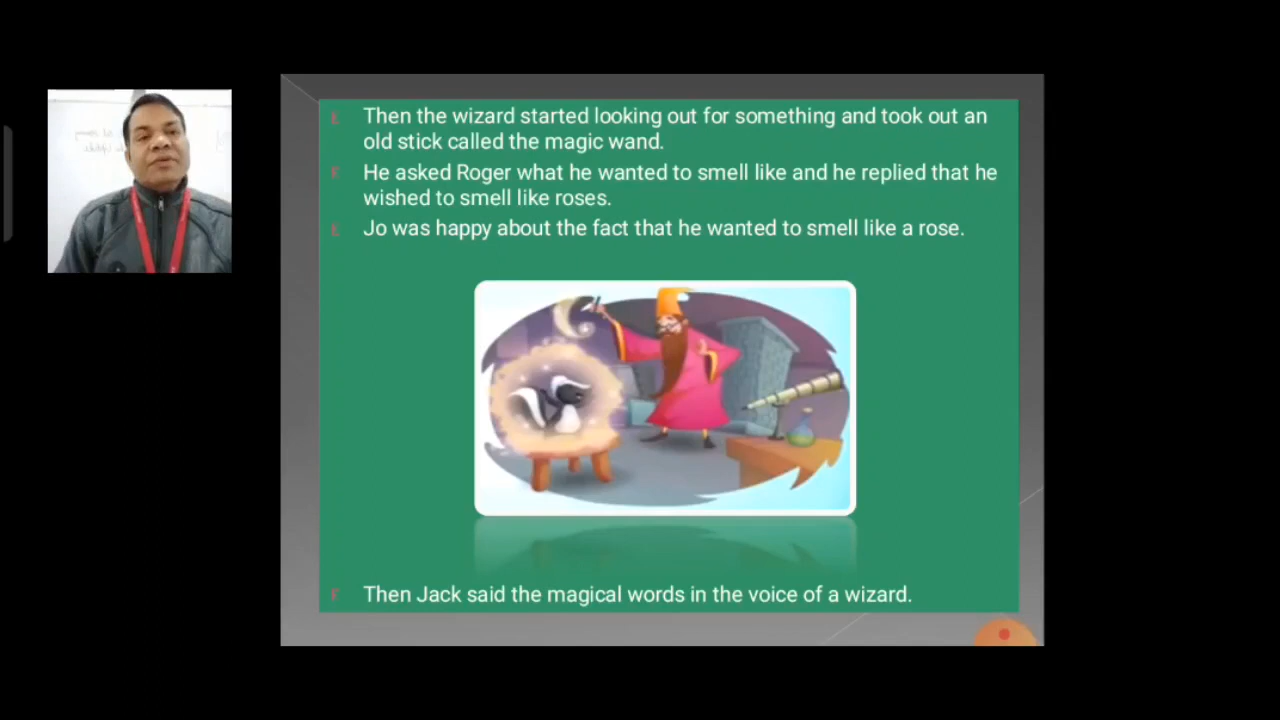 Then the wizard started looking out for something and took out an
old stick called the magic wand.
He asked Roger what he wanted to smell like and he replied that he
wished to smell like roses.
Jo was happy about the fact that he wanted to smell like a rose.
Then Jack said the magical words in the voice of a wizard.